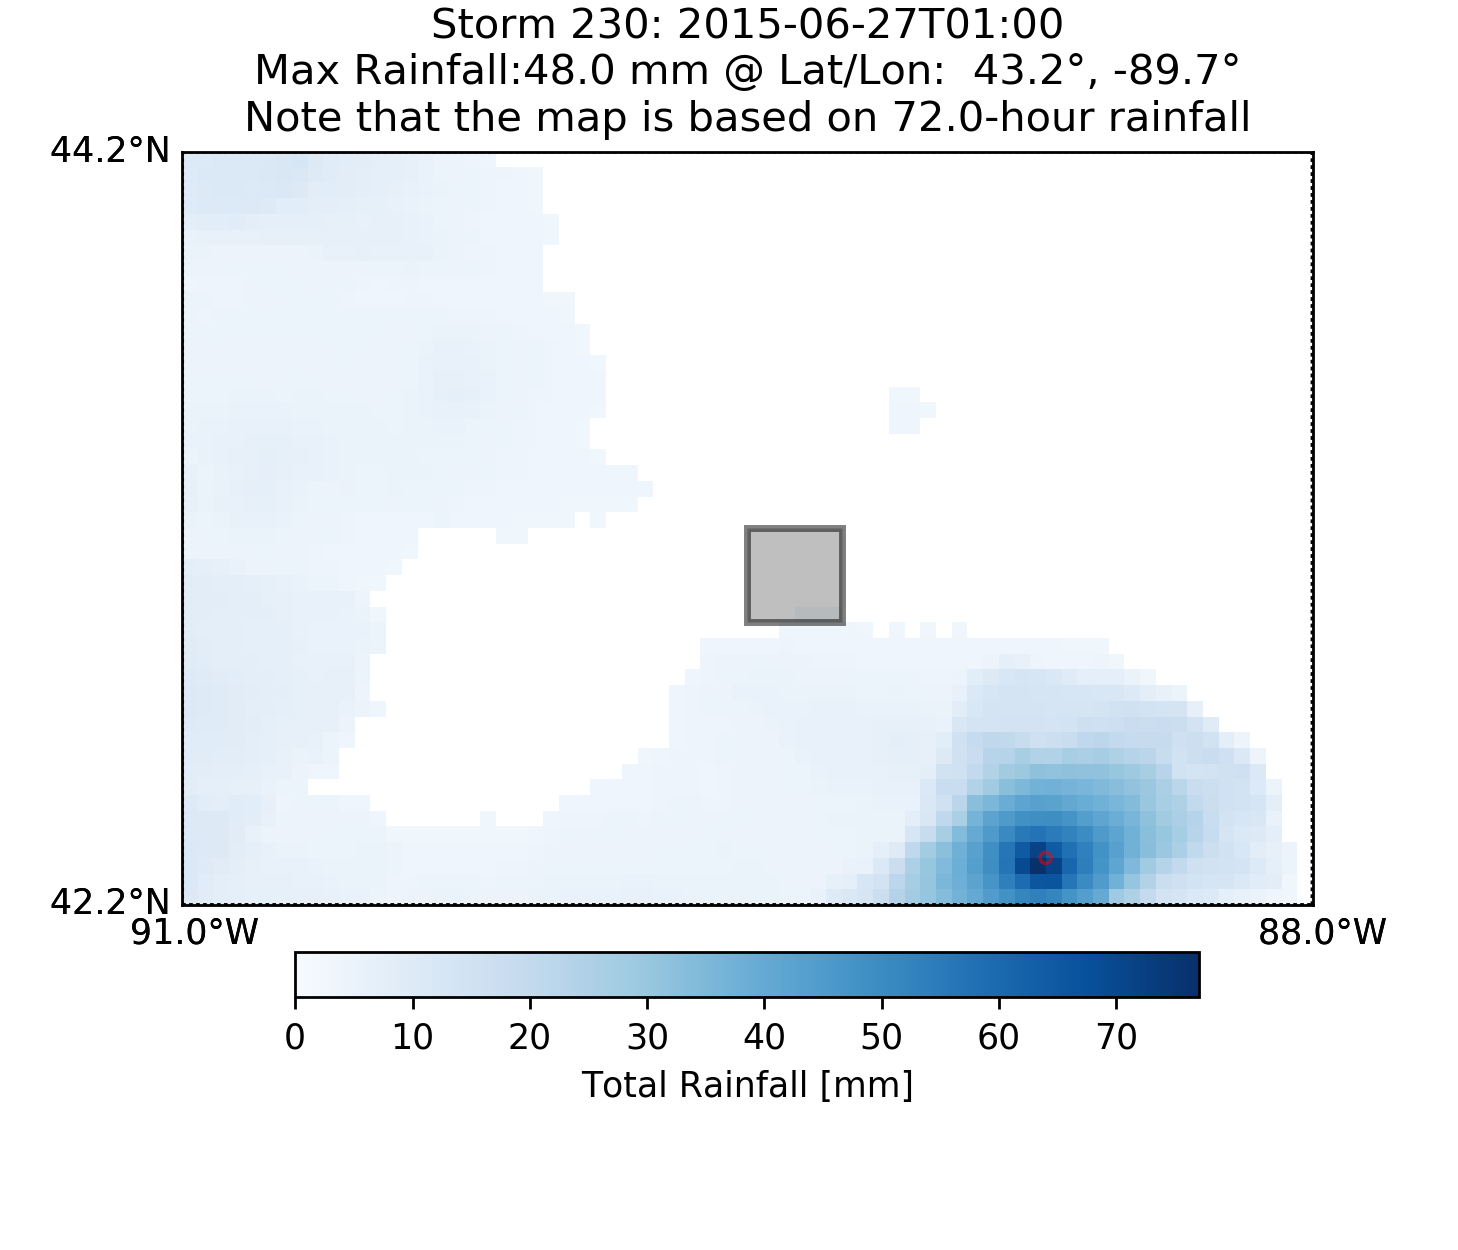 Storm 230: 2015-06-27T01:00
Max Rainfall:48.0 mm @ Lat/Lon:  43.2°, -89.7°
Note that the map is based on 72.0-hour rainfall
44.2°N
42.2°N
91.0°W 88.0°W
0 10 20 30 40 50 60 70
Total Rainfall [mm]